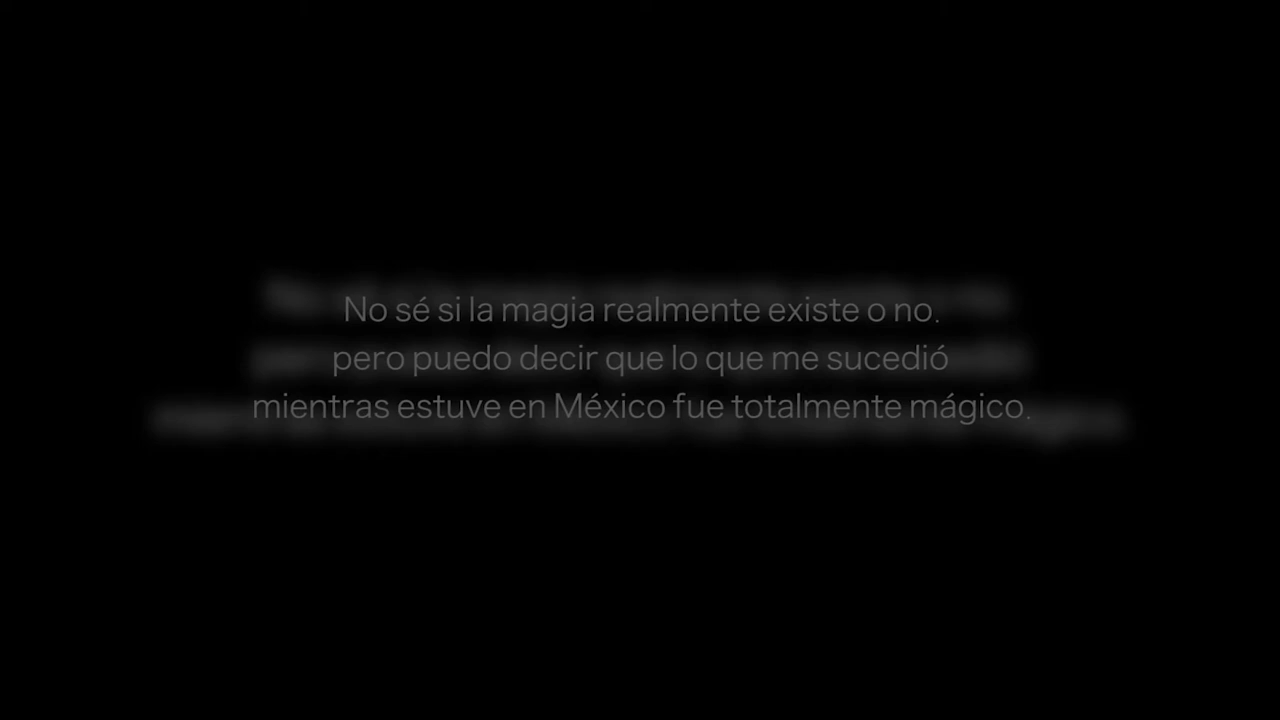 No sé si la magia realmente existe o no.
pero puedo decir que lo que me sucedió
mientras estuve en México fue totalmente mágico.